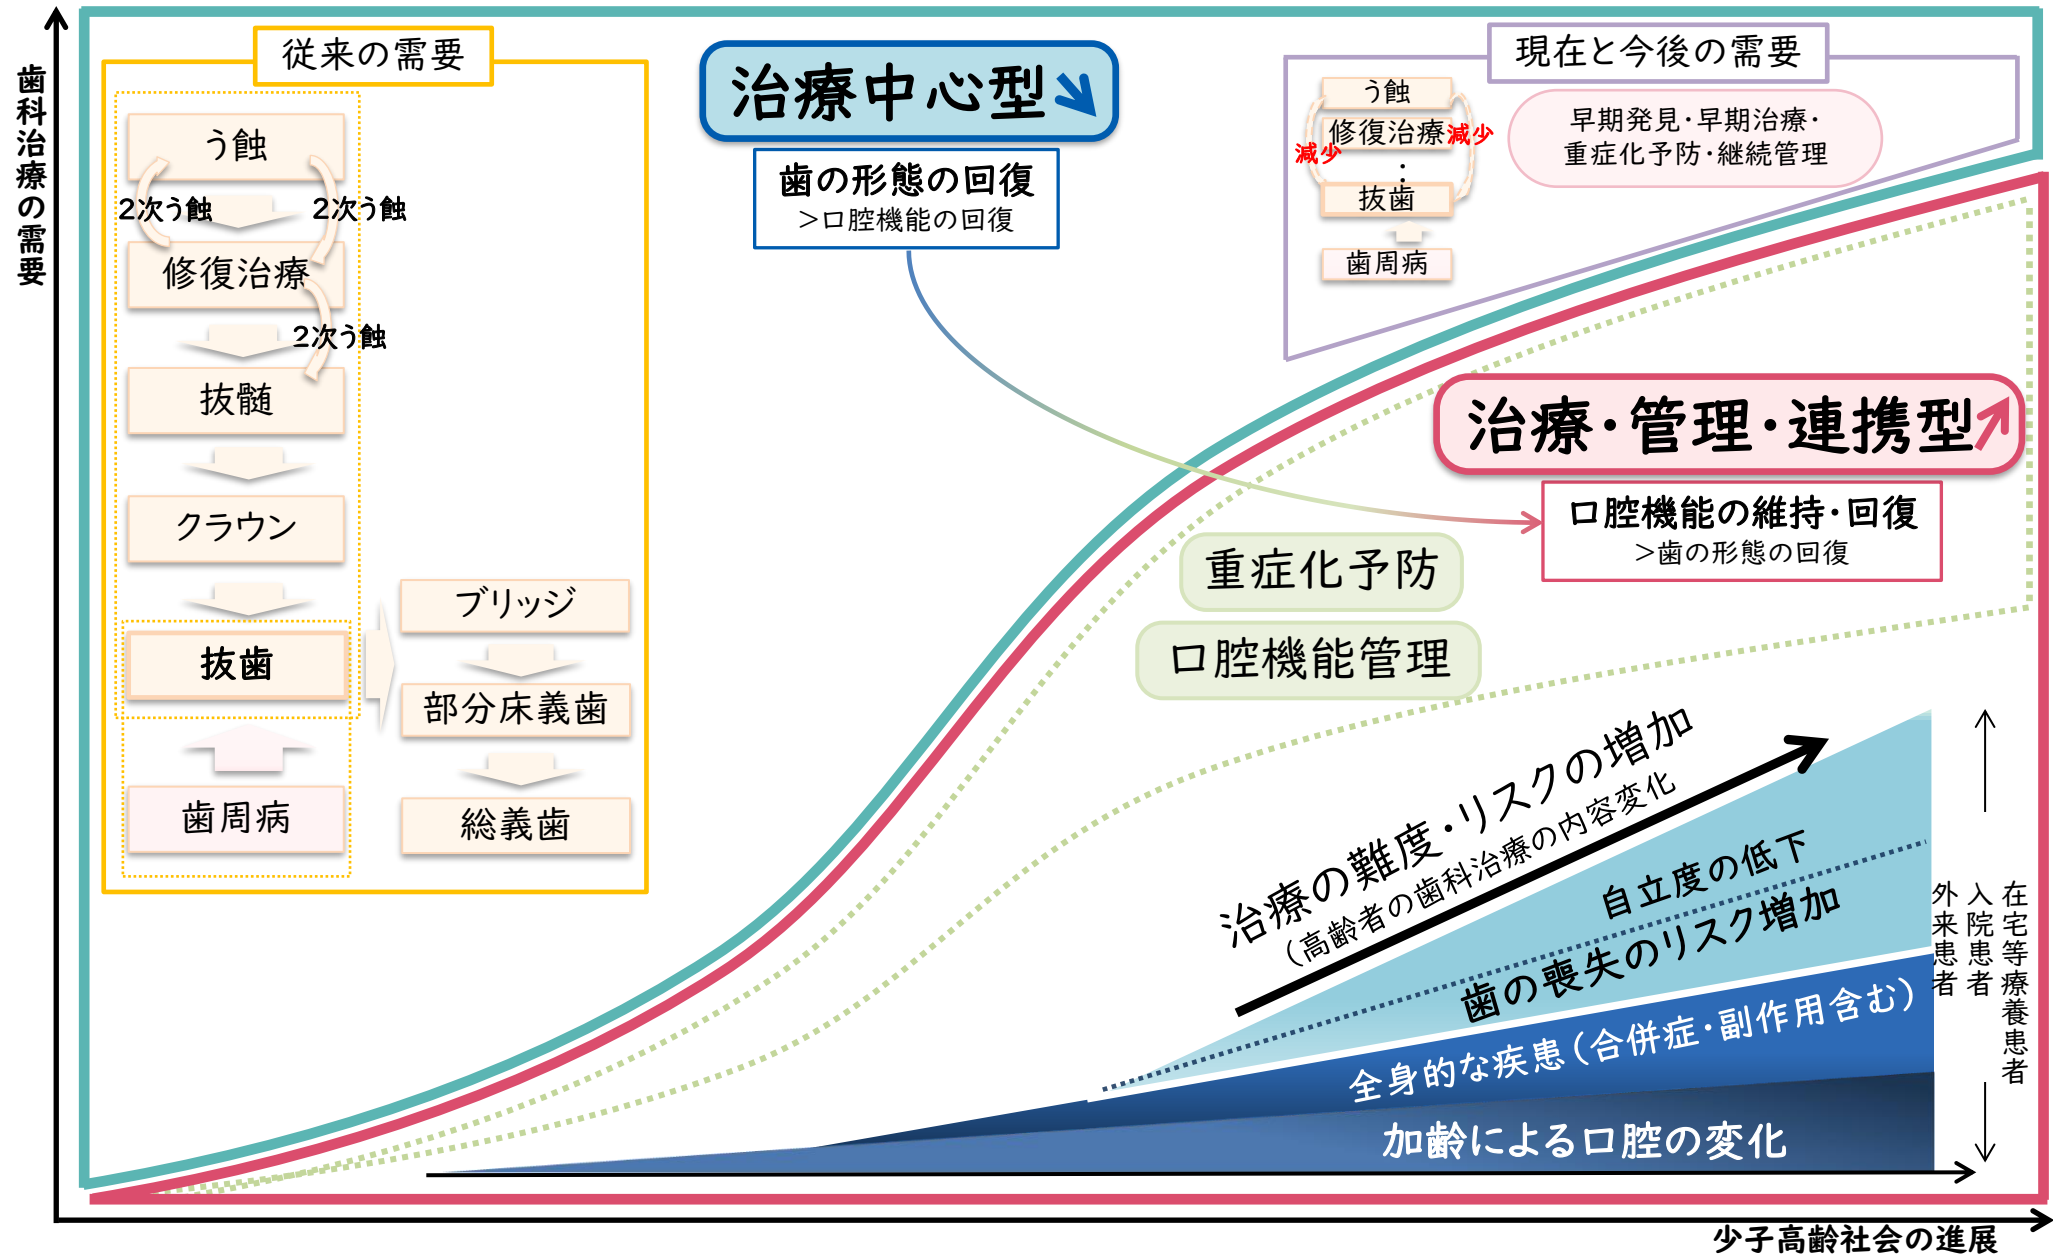 歯科治療の需要
従来の需要
う蝕
2次う蝕
2次う蝕
修復治療
2次う蝕
抜髄
クラウン
抜歯
歯周病
ブリッジ
部分床義歯
総義歯
治療中心型
歯の形態の回復
>口腔機能の回復
現在と今後の需要
う蝕
修復治療
減少
減少
：
抜歯
歯周病
早期発見・早期治療・
重症化予防・継続管理
治療・管理・連携型
口腔機能の維持・回復
>歯の形態の回復
重症化予防
口腔機能管理
治療の難度・リスクの増加
（高齢者の歯科治療の内容変化
自立度の低下
歯の喪失のリスク増加
全身的な疾患（合併症・副作用含む）
加齢による口腔の変化
在宅等療養患者
入院患者
外来患者
少子高齢社会の進展